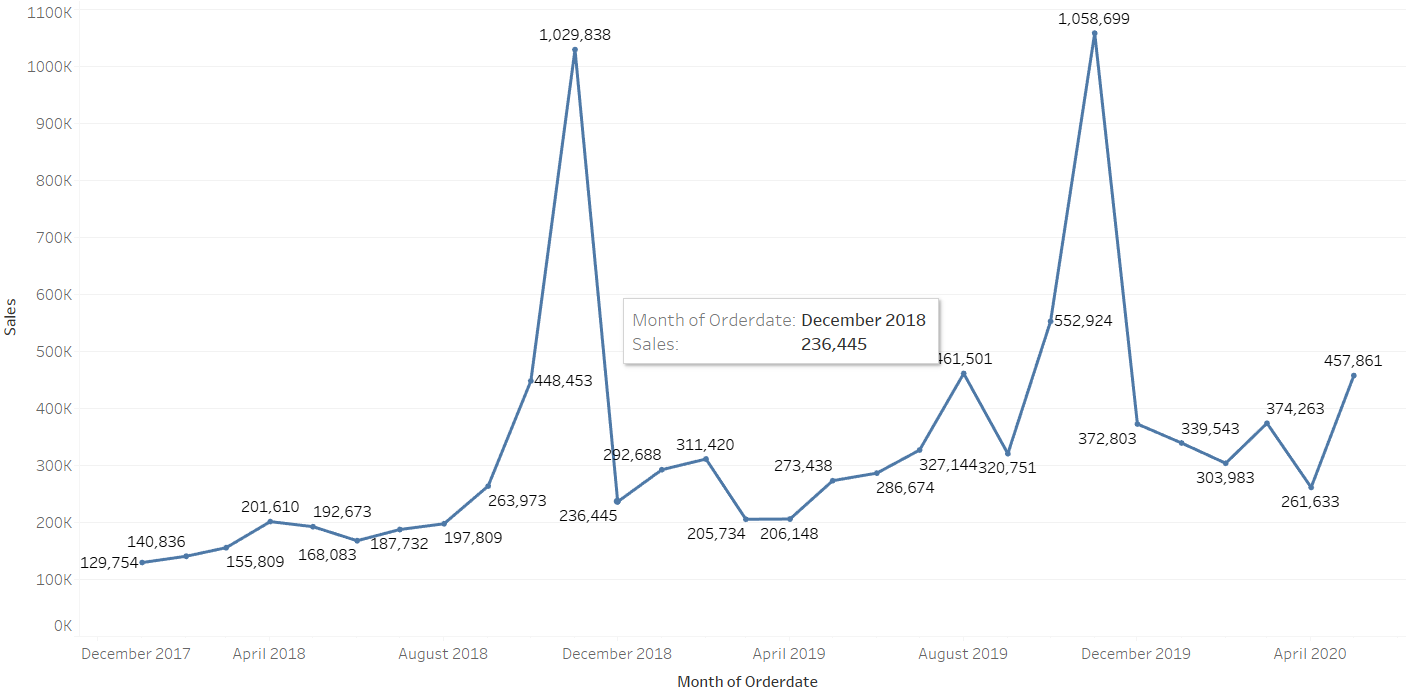 1100K
1000K
900K
800K
700K
600K
500K
400K
300K
200K
100K
0K
Sales
129,754
140,836
155,809
201,610
192,673
168,083
187,732
197,809
263,973
448,453
1,029,838
236,445
292,688
311,420
205,734
206,148
273,438
286,674
327,144
461,501
320,751
552,924
1,058,699
372,803
339,543
303,983
374,263
261,633
457,861
Month of Orderdate: December 2018
Sales: 236,445
December 2017 April 2018 August 2018 December 2018 April 2019 August 2019 December 2019 April 2020
Month of Orderdate